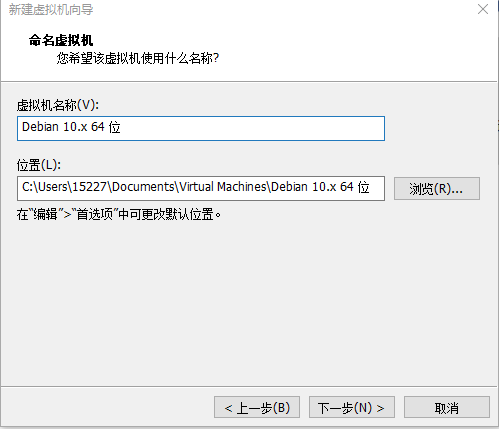 新建虚拟机向导
命名虚拟机
您希望该虚拟机使用什么名称?
虚拟机名称(V):
Debian 10.x 64 位
位置(L):
C:\Users\15227\Documents\Virtual Machines\Debian 10.x 64 位
浏览(R)...
在“编辑”>“首选项”中可更改默认位置。
< 上一步(B)
下一步(N) >
取消